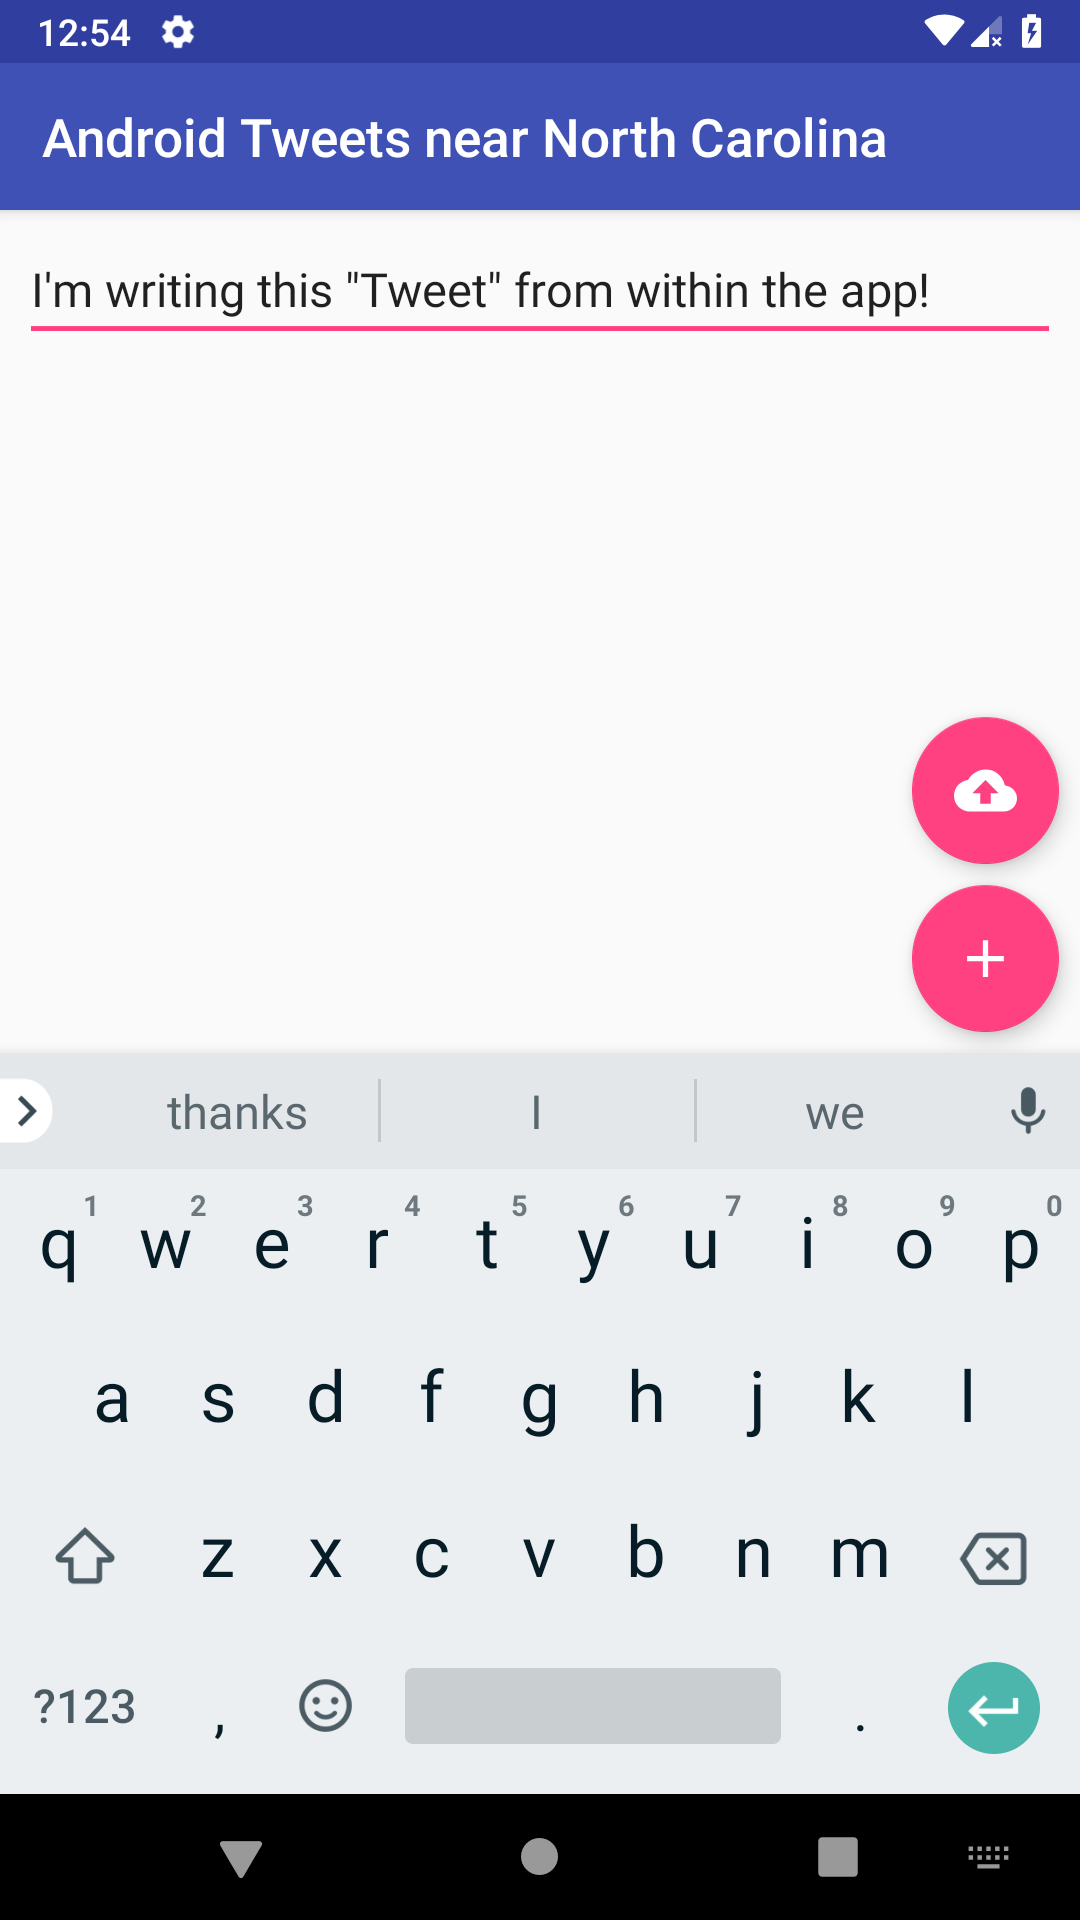 12:54
Android Tweets near North Carolina
I'm writing this "Tweet" from within the app!
thanks I we
1 2 3 4 5 6 7 8 9 0
q w e r t y u i o p
a s d f g h j k l
z x c v b n m
?123 , .